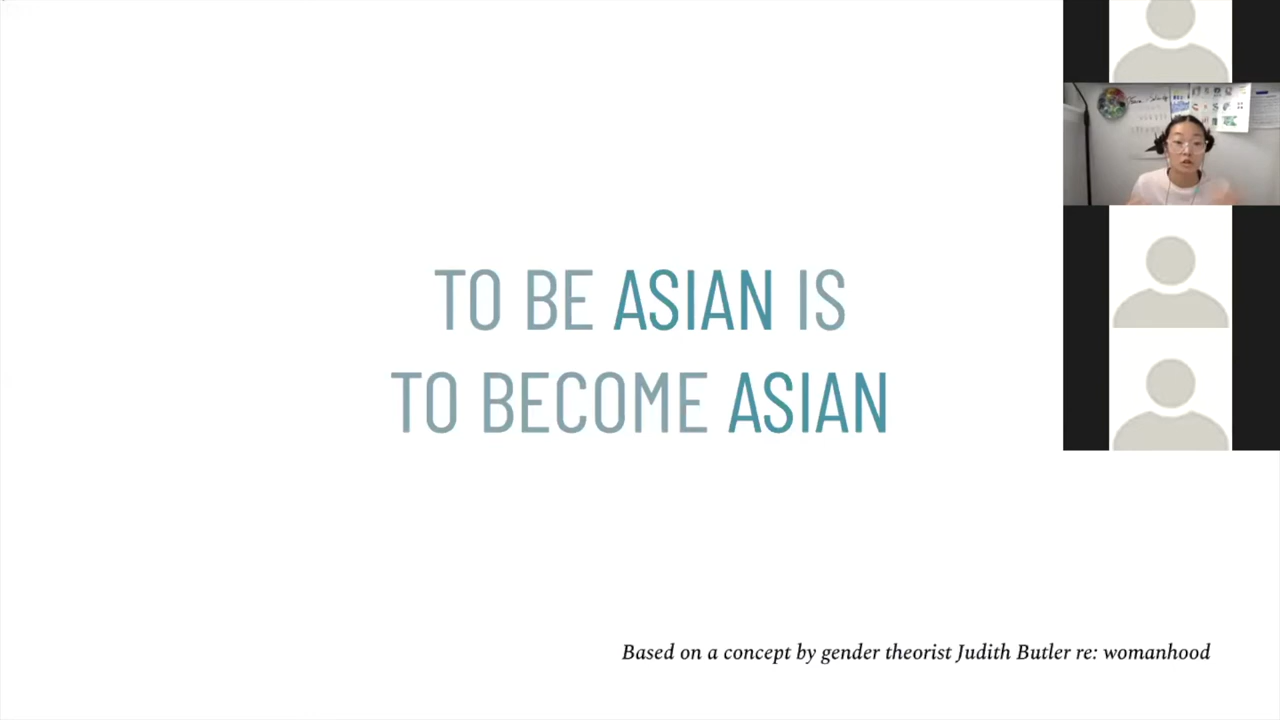 TO BE ASIAN IS
TO BECOME ASIAN
Based on a concept by gender theorist Judith Butler re: womanhood